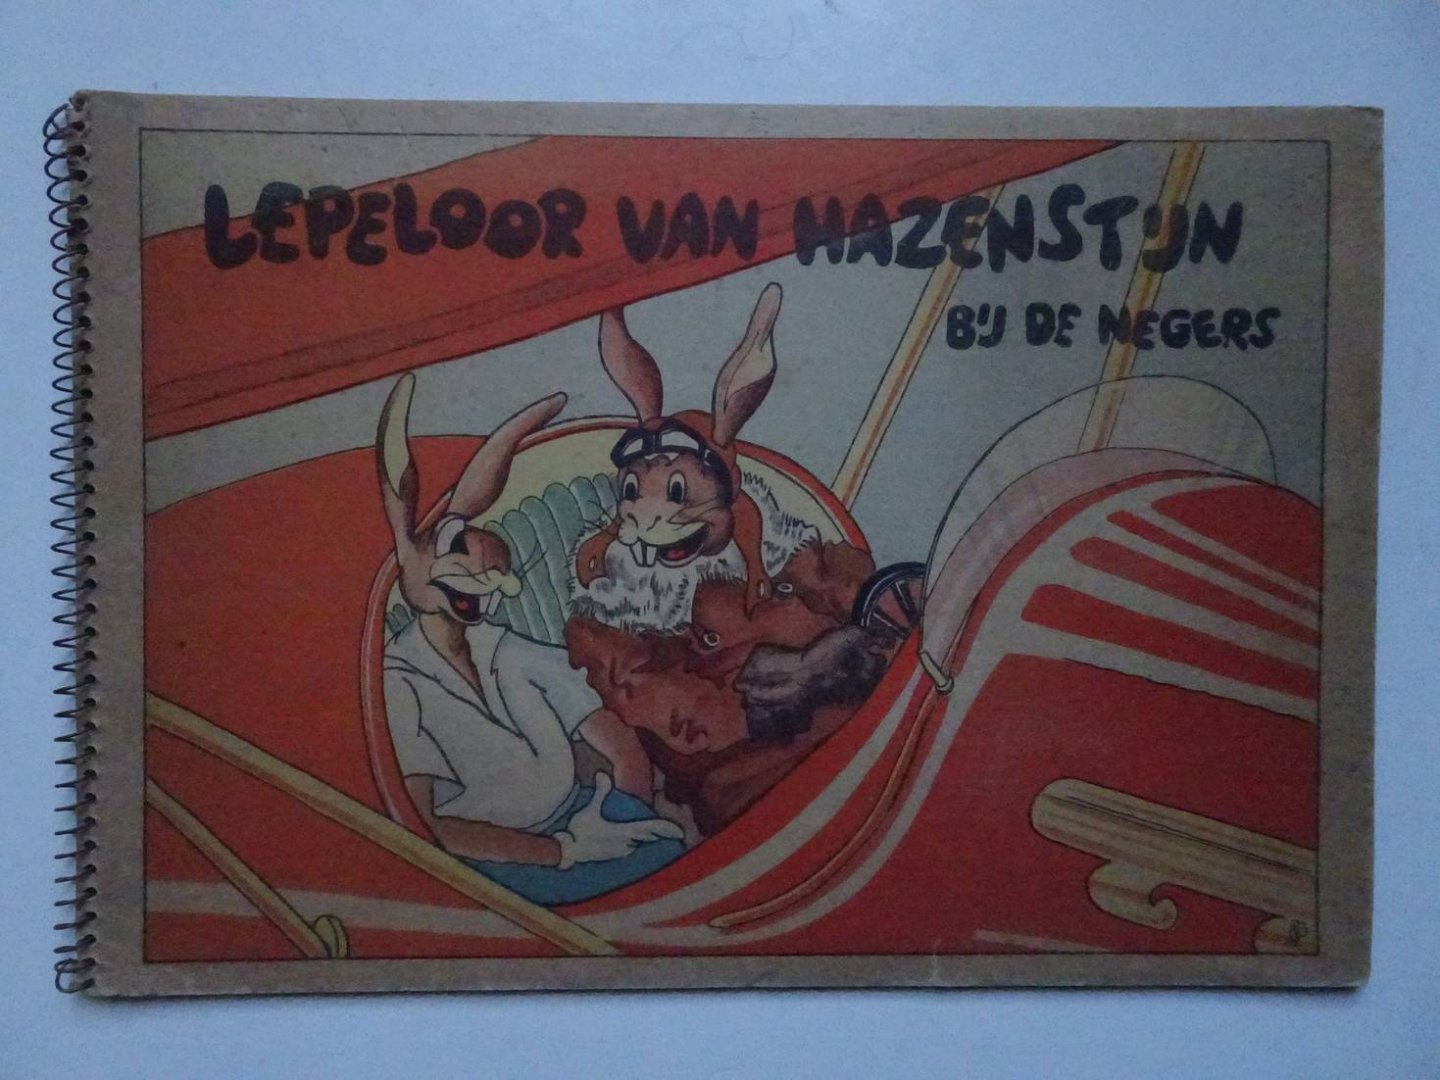 LEPELOOR VAN HAZENSTIJN
BIJ DE NEGERS